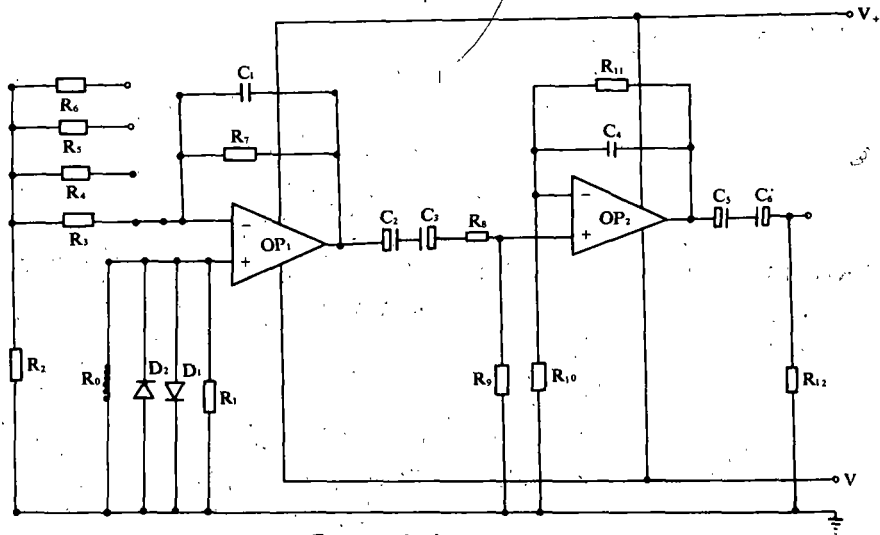 V₊
R₁₁
C₁
R₆
C₄
R₇
R₅
R₄
−
OP₂
+
C₅
C₆
C₂
C₃
R₈
R₃
−
OP₁
+
R₂
R₀
D₂
D₁
R₁
R₉
R₁₀
R₁₂
V